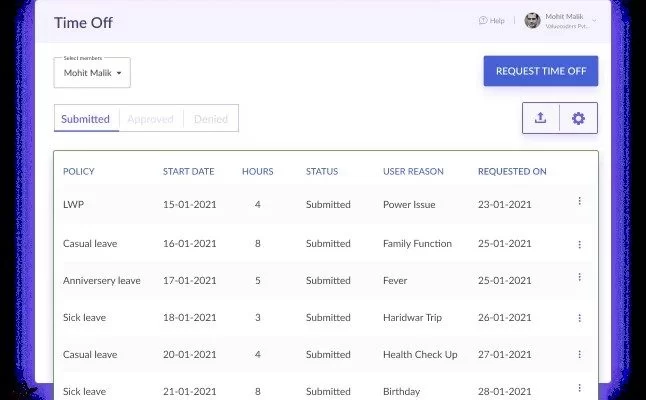 Time Off
Help
Mohit Malik
Valuecoders Pvt...
Select members
Mohit Malik
REQUEST TIME OFF
Submitted Approved Denied
POLICY START DATE HOURS STATUS USER REASON REQUESTED ON
LWP 15-01-2021 4 Submitted Power Issue 23-01-2021
Casual leave 16-01-2021 8 Submitted Family Function 25-01-2021
Anniversery leave 17-01-2021 5 Submitted Fever 25-01-2021
Sick leave 18-01-2021 3 Submitted Haridwar Trip 26-01-2021
Casual leave 20-01-2021 4 Submitted Health Check Up 27-01-2021
Sick leave 21-01-2021 8 Submitted Birthday 28-01-2021